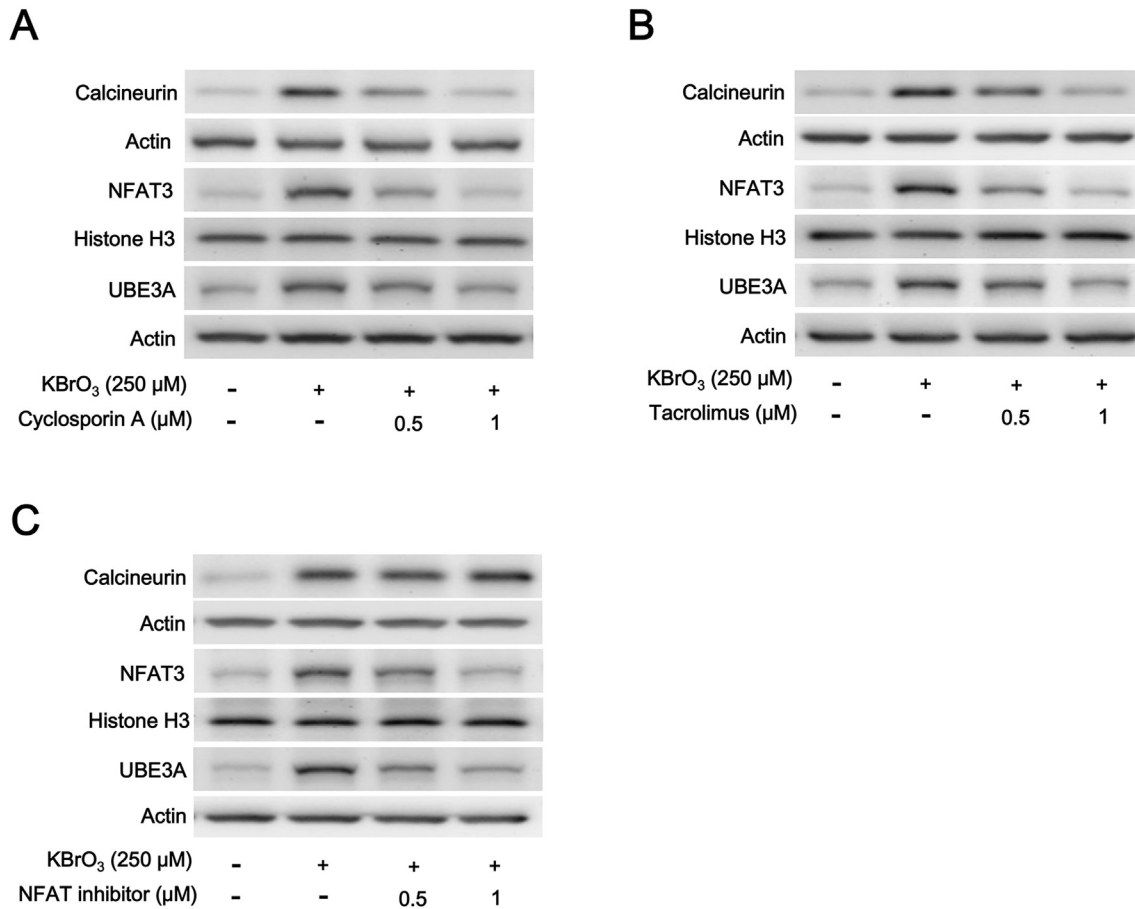 A
Calcineurin
Actin
NFAT3
Histone H3
UBE3A
Actin
KBrO₃ (250 μM) - + + +
Cyclosporin A (μM) - - 0.5 1
B
Calcineurin
Actin
NFAT3
Histone H3
UBE3A
Actin
KBrO₃ (250 μM) - + + +
Tacrolimus (μM) - - 0.5 1
C
Calcineurin
Actin
NFAT3
Histone H3
UBE3A
Actin
KBrO₃ (250 μM) - + + +
NFAT inhibitor (μM) - - 0.5 1